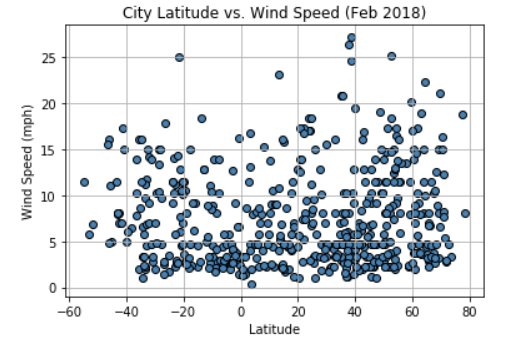 City Latitude vs. Wind Speed (Feb 2018)
Wind Speed (mph)
25
20
15
10
5
0
−60 −40 −20 0 20 40 60 80
Latitude